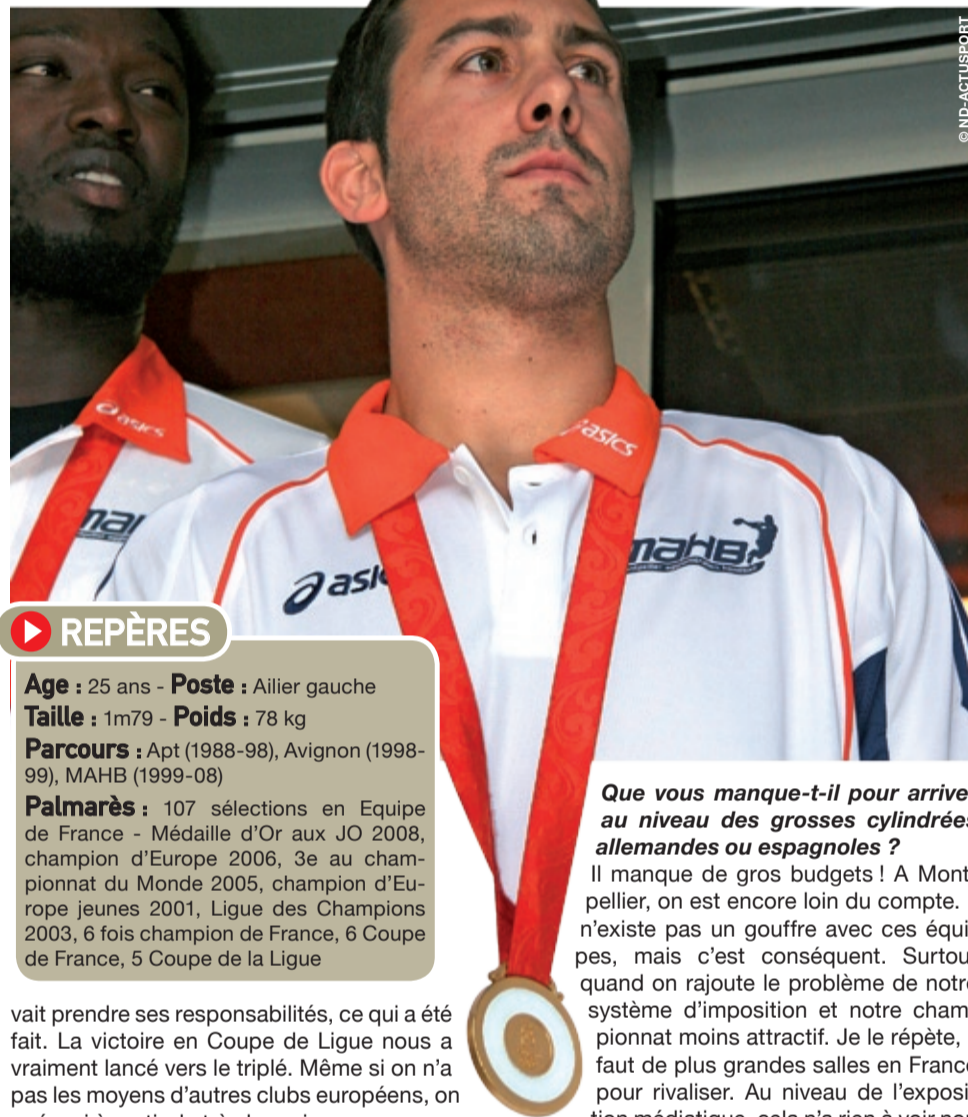 © ND-ACTUSPORT
asics
asics
asi
MAHB
REPÈRES
Age : 25 ans - Poste : Ailier gauche
Taille : 1m79 - Poids : 78 kg
Parcours : Apt (1988-98), Avignon (1998-
99), MAHB (1999-08)
Palmarès : 107 sélections en Equipe
de France - Médaille d'Or aux JO 2008,
champion d'Europe 2006, 3e au cham-
pionnat du Monde 2005, champion d'Eu-
rope jeunes 2001, Ligue des Champions
2003, 6 fois champion de France, 6 Coupe
de France, 5 Coupe de la Ligue
vait prendre ses responsabilités, ce qui a été
fait. La victoire en Coupe de Ligue nous a
vraiment lancé vers le triplé. Même si on n'a
pas les moyens d'autres clubs européens, on
Que vous manque-t-il pour arrive
au niveau des grosses cylindrées
allemandes ou espagnoles ?
Il manque de gros budgets ! A Mont
pellier, on est encore loin du compte.
n'existe pas un gouffre avec ces équi
pes, mais c'est conséquent. Surtou
quand on rajoute le problème de notre
système d'imposition et notre cham
pionnat moins attractif. Je le répète,
faut de plus grandes salles en France
pour rivaliser. Au niveau de l'exposi